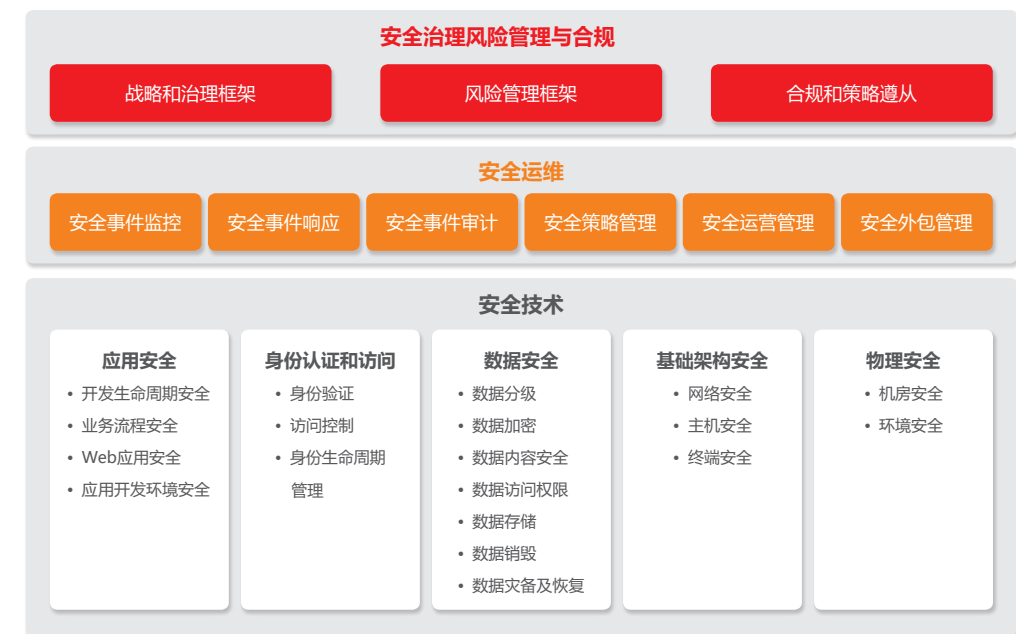 安全治理风险管理与合规
战略和治理框架
风险管理框架
合规和策略遵从
安全运维
安全事件监控
安全事件响应
安全事件审计
安全策略管理
安全运营管理
安全外包管理
安全技术
应用安全
• 开发生命周期安全
• 业务流程安全
• Web应用安全
• 应用开发环境安全
身份认证和访问
• 身份验证
• 访问控制
• 身份生命周期
管理
数据安全
• 数据分级
• 数据加密
• 数据内容安全
• 数据访问权限
• 数据存储
• 数据销毁
• 数据灾备及恢复
基础架构安全
• 网络安全
• 主机安全
• 终端安全
物理安全
• 机房安全
• 环境安全